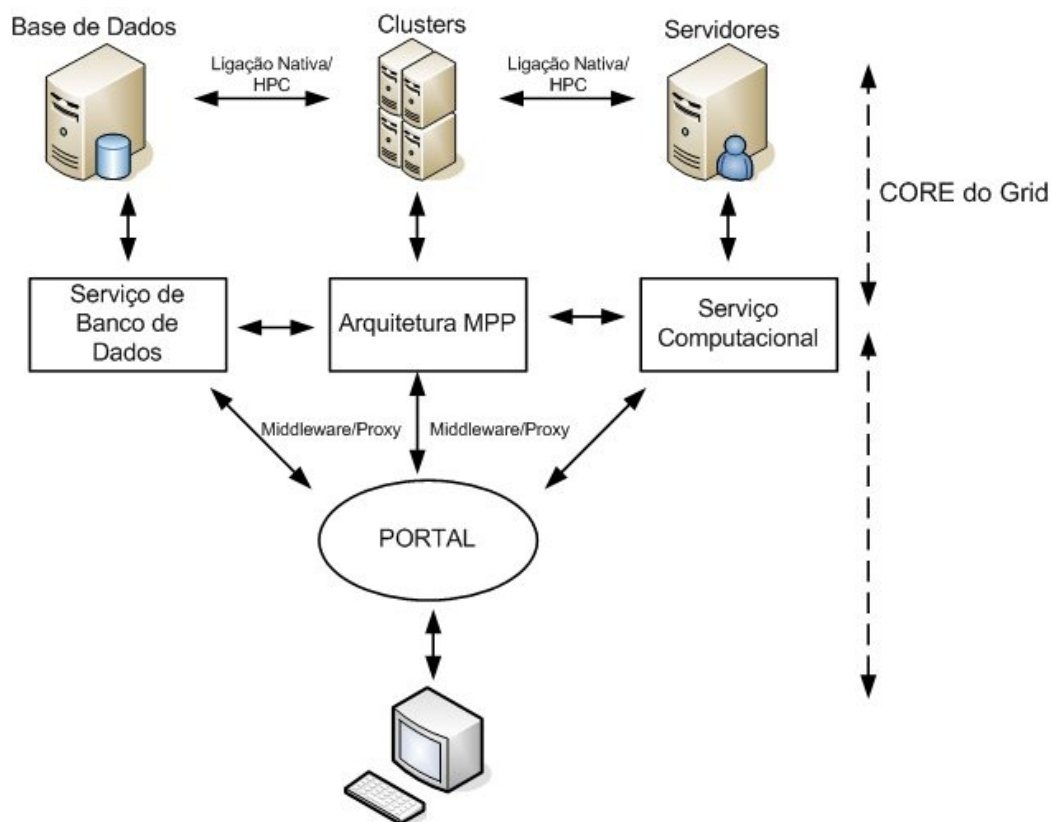 Base de Dados
Clusters
Servidores
Ligação Nativa/
HPC
Ligação Nativa/
HPC
CORE do Grid
Serviço de
Banco de
Dados
Arquitetura MPP
Serviço
Computacional
Middleware/Proxy
Middleware/Proxy
PORTAL